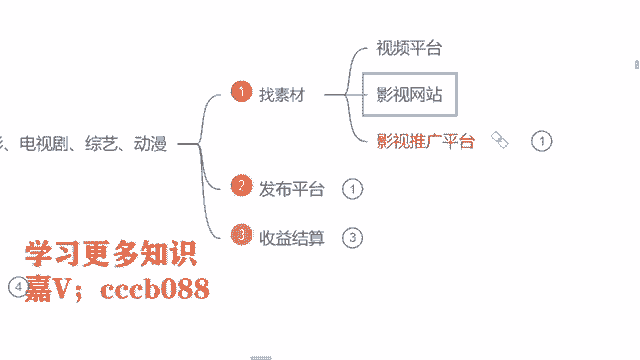 视频平台
1 找素材
影视网站
、电视剧、综艺、动漫
影视推广平台 1
2 发布平台 1
3 收益结算 3
学习更多知识
4 嘉V；cccb088